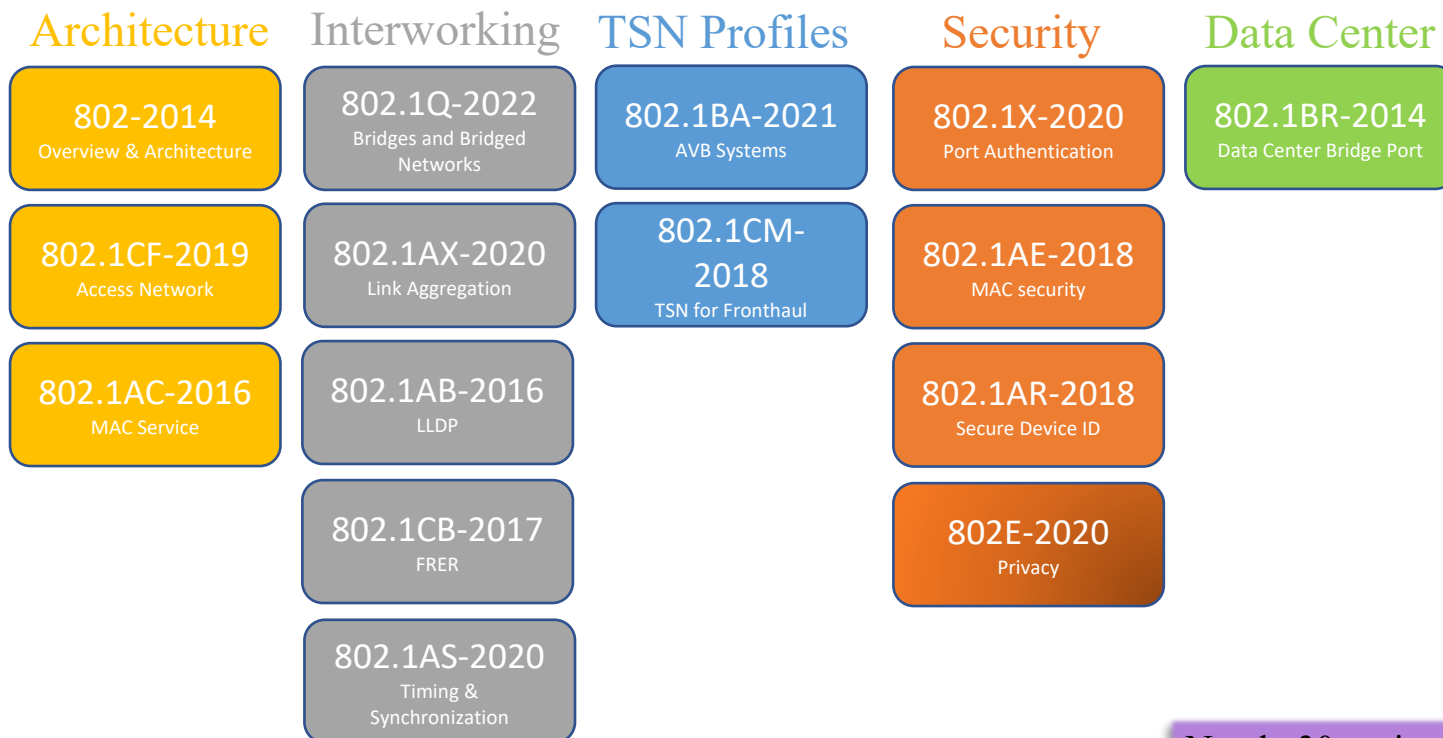 Architecture
802-2014
Overview & Architecture
802.1CF-2019
Access Network
802.1AC-2016
MAC Service
Interworking
802.1Q-2022
Bridges and Bridged
Networks
802.1AX-2020
Link Aggregation
802.1AB-2016
LLDP
802.1CB-2017
FRER
802.1AS-2020
Timing &
Synchronization
TSN Profiles
802.1BA-2021
AVB Systems
802.1CM-
2018
TSN for Fronthaul
Security
802.1X-2020
Port Authentication
802.1AE-2018
MAC security
802.1AR-2018
Secure Device ID
802E-2020
Privacy
Data Center
802.1BR-2014
Data Center Bridge Port